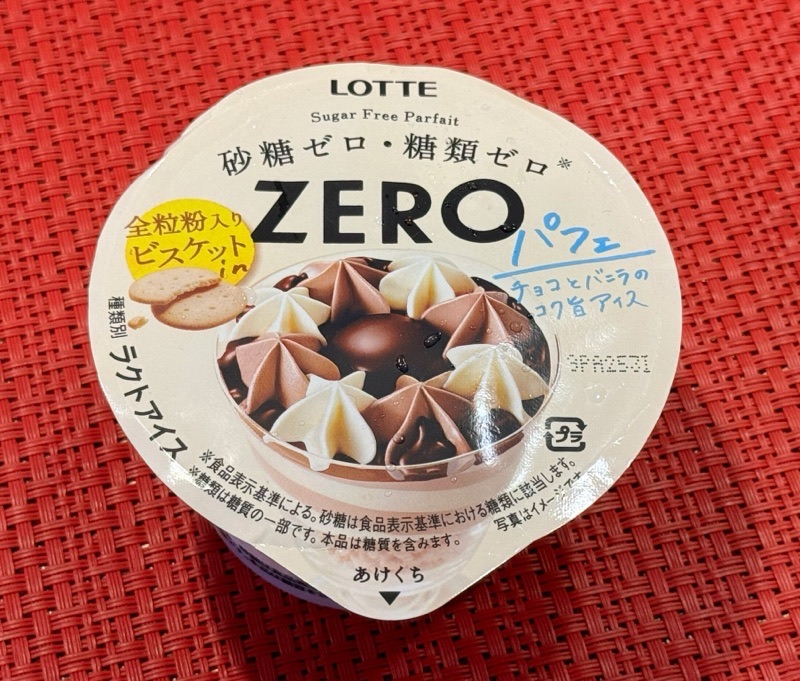 LOTTE
Sugar Free Parfait
砂糖ゼロ・糖類ゼロ※
ZERO
パフェ
チョコとバニラの
コク旨アイス
全粒粉入り
ビスケット
in
種類別 ラクトアイス
プラ
※食品表示基準による。砂糖は食品表示基準における糖類に該当します。
※糖類は糖質の一部です。本品は糖質を含みます。
写真はイメージです
あけくち